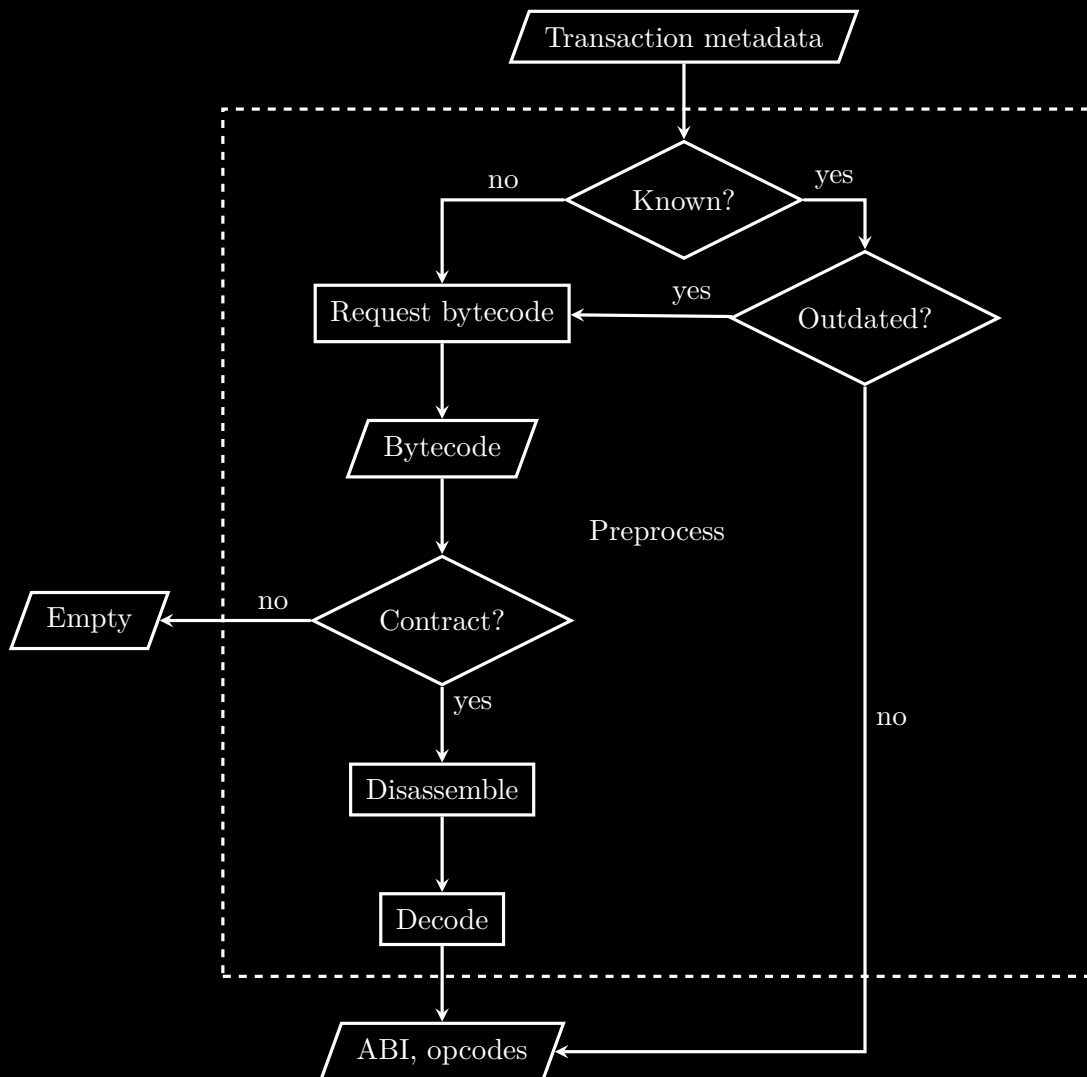 Transaction metadata
no
yes
Known?
Request bytecode
yes
Outdated?
Bytecode
Preprocess
Empty
no
Contract?
yes
no
Disassemble
Decode
ABI, opcodes